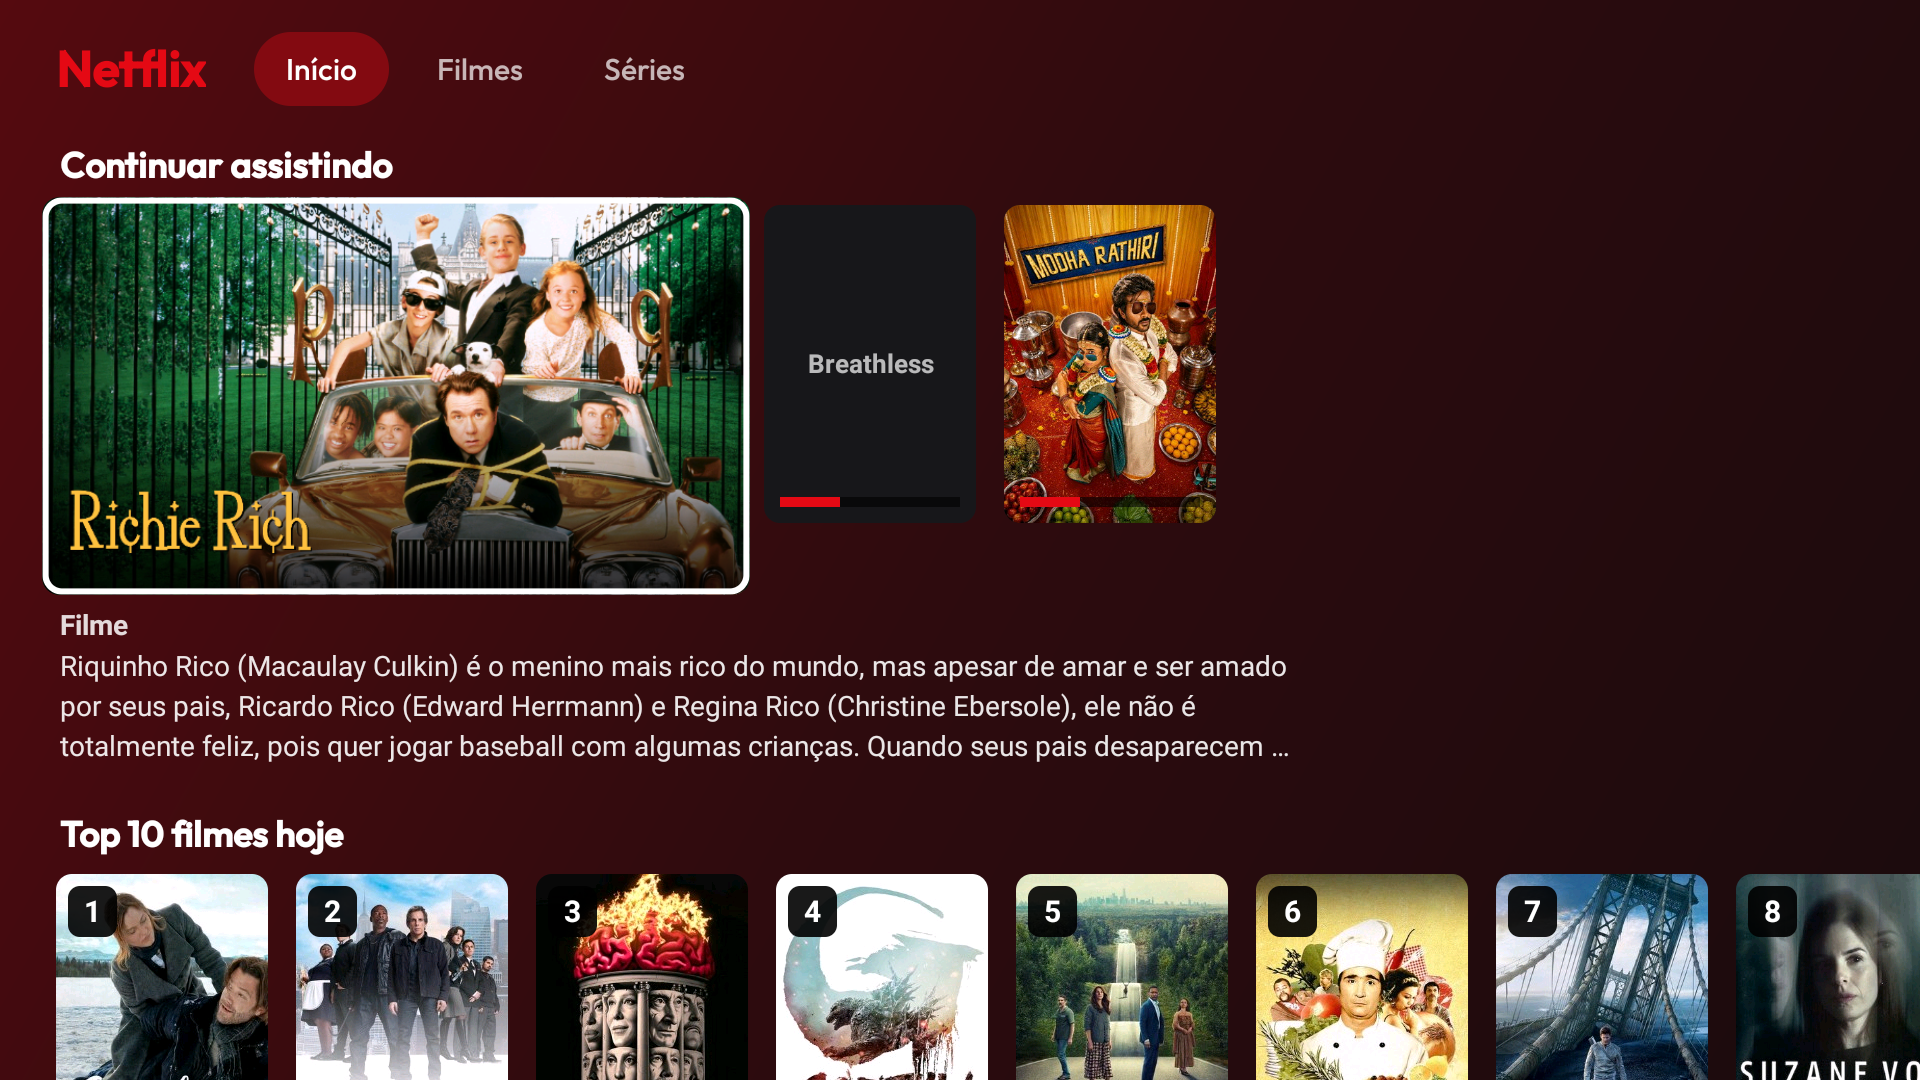 Netflix
Início
Filmes
Séries
Continuar assistindo
Richie Rich
Breathless
MODHA RATHIRI
Filme
Riquinho Rico (Macaulay Culkin) é o menino mais rico do mundo, mas apesar de amar e ser amado
por seus pais, Ricardo Rico (Edward Herrmann) e Regina Rico (Christine Ebersole), ele não é
totalmente feliz, pois quer jogar baseball com algumas crianças. Quando seus pais desaparecem ...
Top 10 filmes hoje
1
2
3
4
5
6
7
8
SUZANE VO